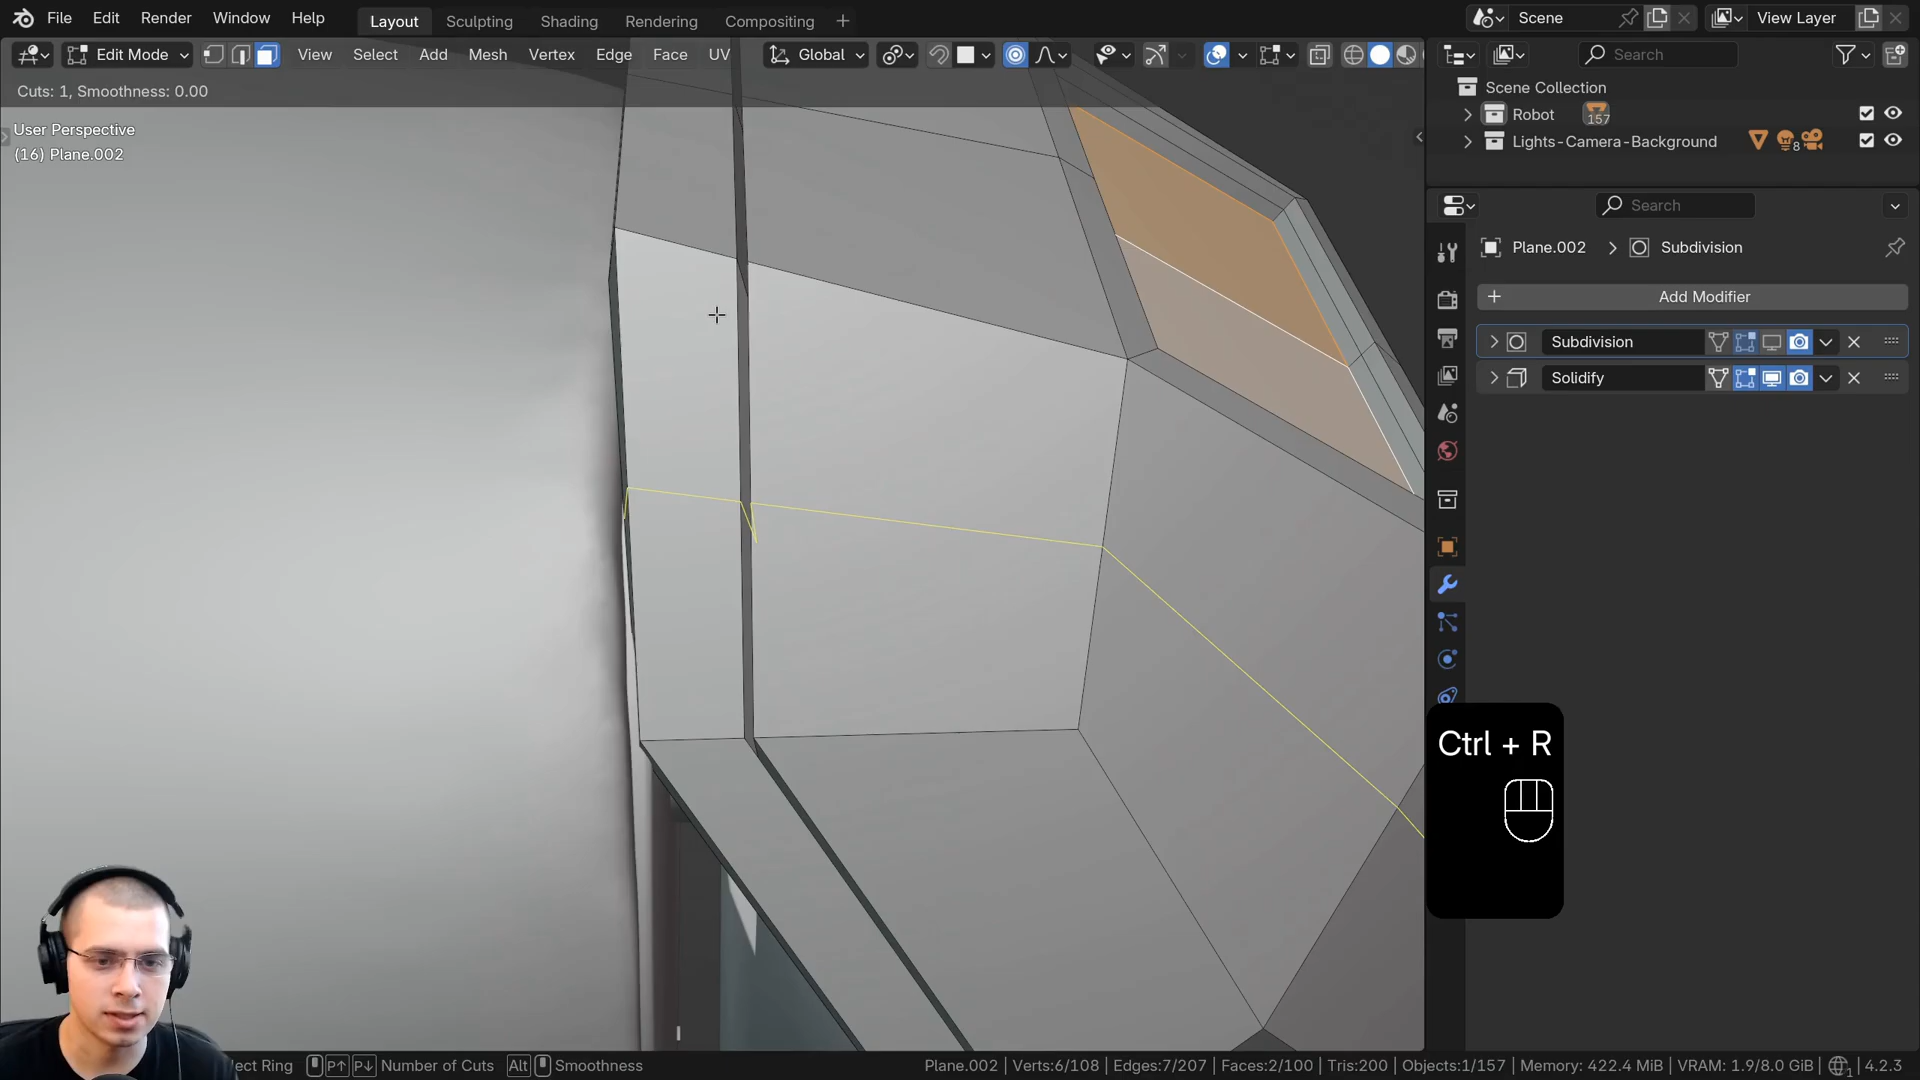 File Edit Render Window Help Layout Sculpting Shading Rendering Compositing Scene View Layer
Edit Mode View Select Add Mesh Vertex Edge Face UV Global Search
Cuts: 1, Smoothness: 0.00
Scene Collection
Robot 157
Lights-Camera-Background 8
User Perspective
(16) Plane.002
Search
Plane.002 Subdivision
Add Modifier
Subdivision
Solidify
Ctrl + R
ect Ring Number of Cuts Alt Smoothness Plane.002 | Verts:6/108 | Edges:7/207 | Faces:2/100 | Tris:200 | Objects:1/157 | Memory: 422.4 MiB | VRAM: 1.9/8.0 GiB | 1 4.2.3